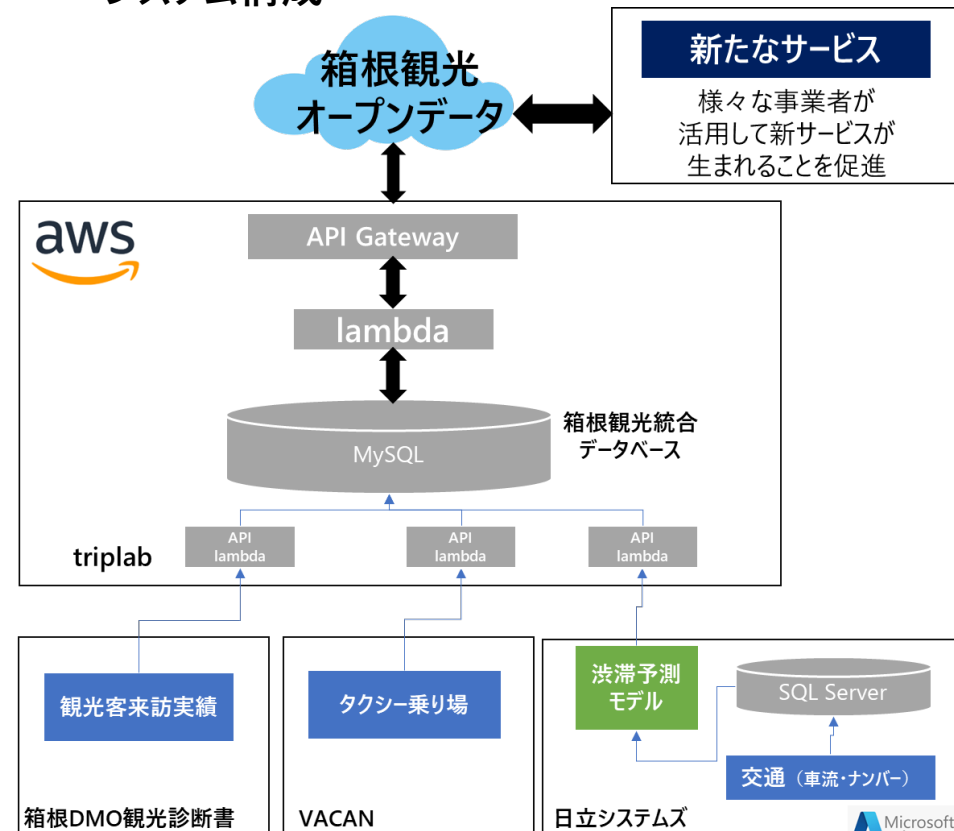 システム構成
箱根観光
オープンデータ
新たなサービス
様々な事業者が
活用して新サービスが
生まれることを促進
aws
API Gateway
lambda
MySQL
箱根観光統合
データベース
triplab
API
lambda
API
lambda
API
lambda
観光客来訪実績
箱根DMO観光診断書
タクシー乗り場
VACAN
渋滞予測
モデル
SQL Server
交通（車流・ナンバー）
日立システムズ
Microsoft